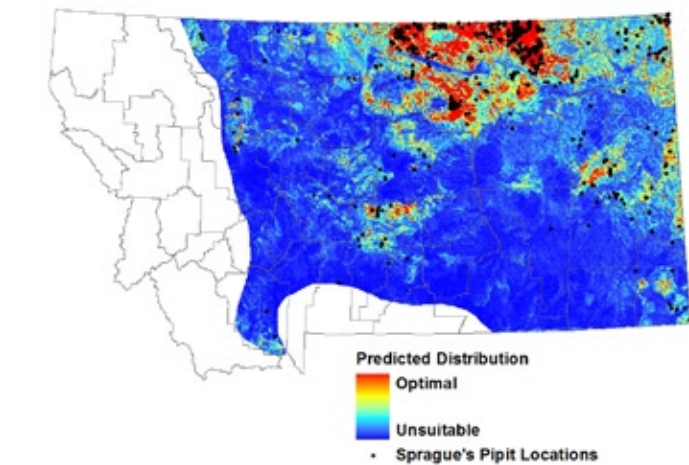 Predicted Distribution
Optimal
Unsuitable
Sprague's Pipit Locations